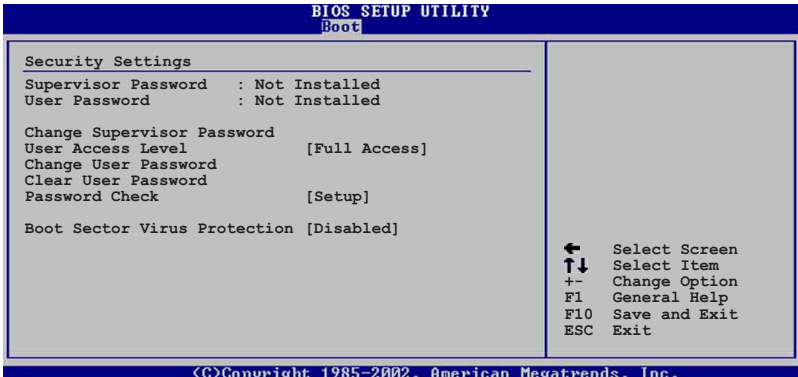 BIOS SETUP UTILITY
Boot
Security Settings
Supervisor Password : Not Installed
User Password : Not Installed
Change Supervisor Password
User Access Level [Full Access]
Change User Password
Clear User Password
Password Check [Setup]
Boot Sector Virus Protection [Disabled]
← Select Screen
↑↓ Select Item
+- Change Option
F1 General Help
F10 Save and Exit
ESC Exit
(C)Copyright 1985-2002, American Megatrends, Inc.